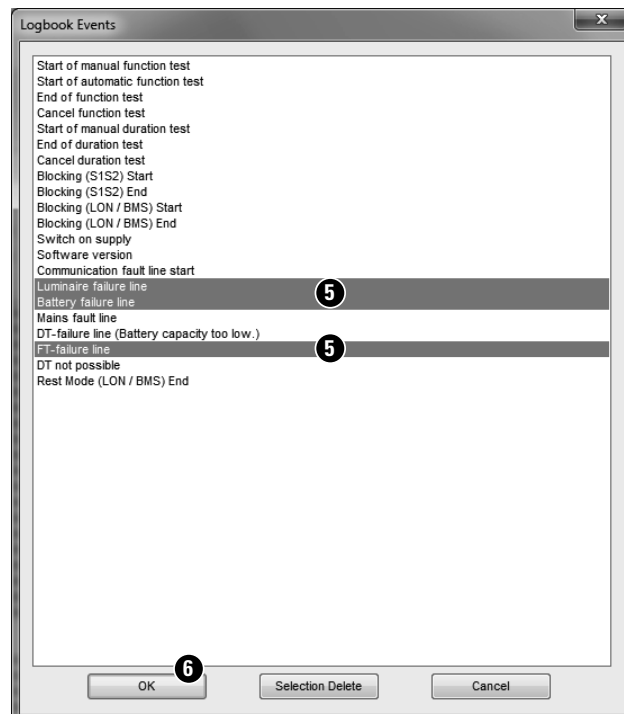 Logbook Events
x
Start of manual function test
Start of automatic function test
End of function test
Cancel function test
Start of manual duration test
End of duration test
Cancel duration test
Blocking (S1S2) Start
Blocking (S1S2) End
Blocking (LON / BMS) Start
Blocking (LON / BMS) End
Switch on supply
Software version
Communication fault line start
Luminaire failure line
5
Battery failure line
Mains fault line
DT-failure line (Battery capacity too low.)
FT-failure line 5
DT not possible
Rest Mode (LON / BMS) End
6
OK Selection Delete Cancel